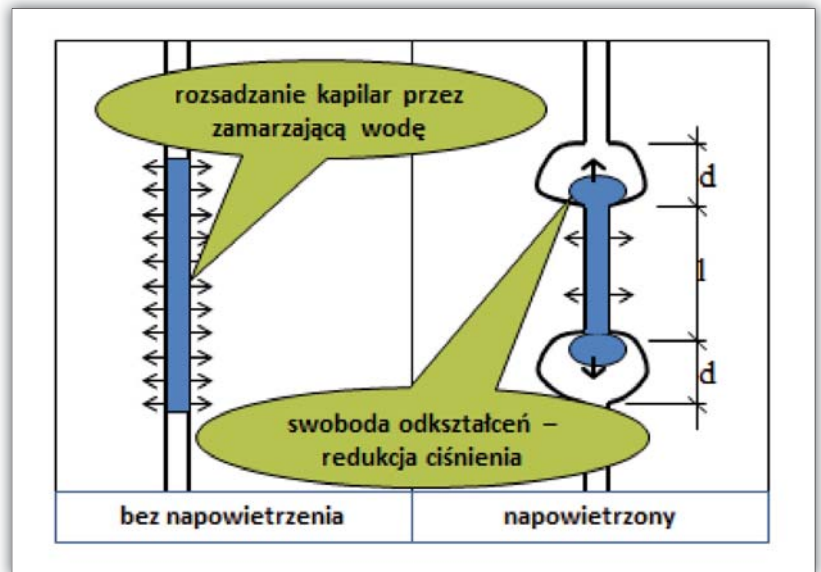 rozsadzanie kapilar przez
zamarzającą wodę
d
l
d
swoboda odkształceń –
redukcja ciśnienia
bez napowietrzenia
napowietrzony